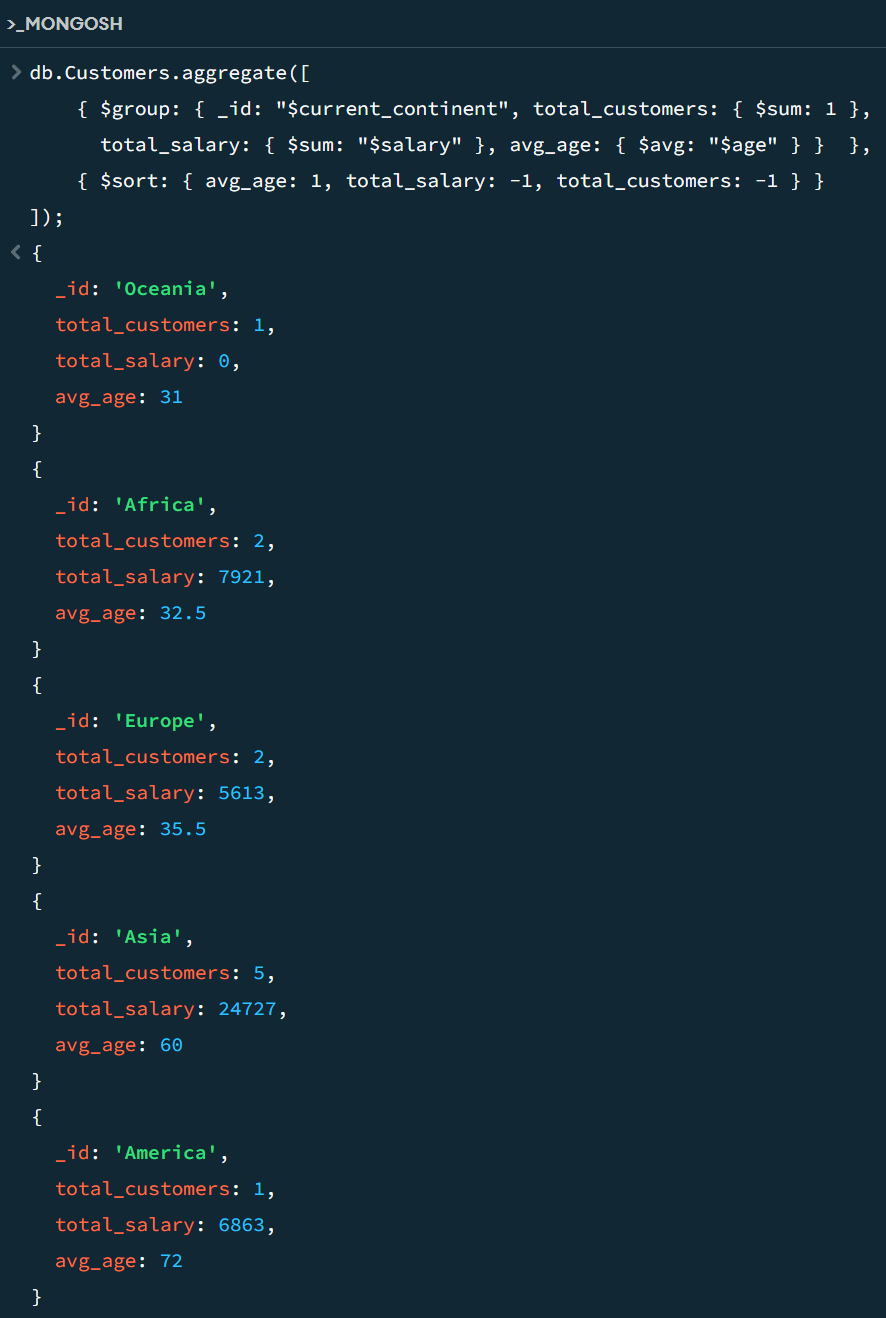 >_MONGOSH
> db.Customers.aggregate([
{ $group: { _id: "$current_continent", total_customers: { $sum: 1 },
total_salary: { $sum: "$salary" }, avg_age: { $avg: "$age" } }  },
{ $sort: { avg_age: 1, total_salary: -1, total_customers: -1 } }
]);
< {
_id: 'Oceania',
total_customers: 1,
total_salary: 0,
avg_age: 31
}
{
_id: 'Africa',
total_customers: 2,
total_salary: 7921,
avg_age: 32.5
}
{
_id: 'Europe',
total_customers: 2,
total_salary: 5613,
avg_age: 35.5
}
{
_id: 'Asia',
total_customers: 5,
total_salary: 24727,
avg_age: 60
}
{
_id: 'America',
total_customers: 1,
total_salary: 6863,
avg_age: 72
}